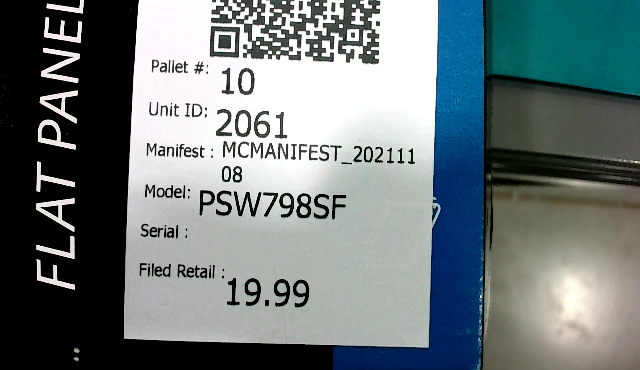 FLAT PANEL
Pallet #: 10
Unit ID: 2061
Manifest : MCMANIFEST_202111
08
Model: PSW798SF
Serial :
Filed Retail : 19.99